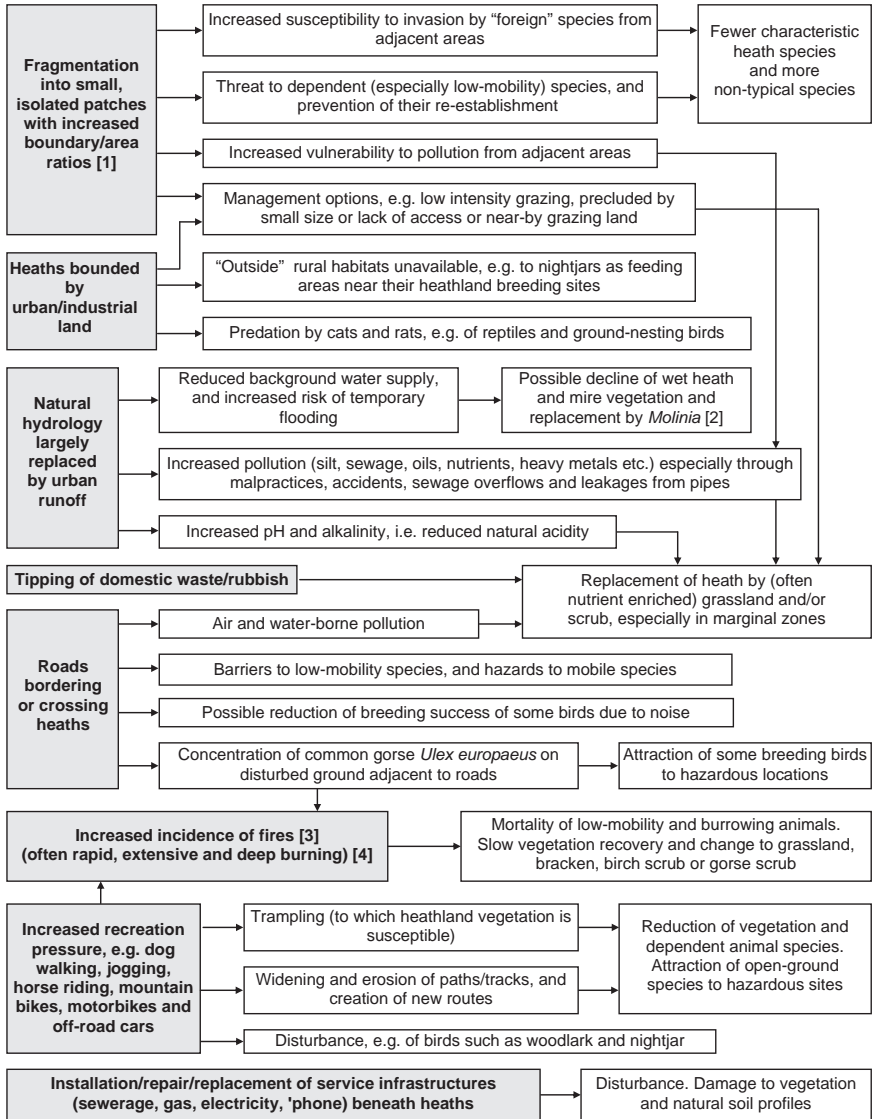 Fragmentation
into small,
isolated patches
with increased
boundary/area
ratios [1]
Increased susceptibility to invasion by “foreign” species from
adjacent areas
Fewer characteristic
heath species
and more
non-typical species
Threat to dependent (especially low-mobility) species, and
prevention of their re-establishment
Increased vulnerability to pollution from adjacent areas
Management options, e.g. low intensity grazing, precluded by
small size or lack of access or near-by grazing land
Heaths bounded
by
urban/industrial
land
“Outside” rural habitats unavailable, e.g. to nightjars as feeding
areas near their heathland breeding sites
Predation by cats and rats, e.g. of reptiles and ground-nesting birds
Natural
hydrology
largely
replaced
by urban
runoff
Reduced background water supply,
and increased risk of temporary
flooding
Possible decline of wet heath
and mire vegetation and
replacement by Molinia [2]
Increased pollution (silt, sewage, oils, nutrients, heavy metals etc.) especially through
malpractices, accidents, sewage overflows and leakages from pipes
Increased pH and alkalinity, i.e. reduced natural acidity
Tipping of domestic waste/rubbish
Replacement of heath by (often
nutrient enriched) grassland and/or
scrub, especially in marginal zones
Roads
bordering
or crossing
heaths
Air and water-borne pollution
Barriers to low-mobility species, and hazards to mobile species
Possible reduction of breeding success of some birds due to noise
Concentration of common gorse Ulex europaeus on
disturbed ground adjacent to roads
Attraction of some breeding birds
to hazardous locations
Increased incidence of fires [3]
(often rapid, extensive and deep burning) [4]
Mortality of low-mobility and burrowing animals.
Slow vegetation recovery and change to grassland,
bracken, birch scrub or gorse scrub
Increased recreation
pressure, e.g. dog
walking, jogging,
horse riding, mountain
bikes, motorbikes and
off-road cars
Trampling (to which heathland vegetation is
susceptible)
Widening and erosion of paths/tracks, and
creation of new routes
Reduction of vegetation and
dependent animal species.
Attraction of open-ground
species to hazardous sites
Disturbance, e.g. of birds such as woodlark and nightjar
Installation/repair/replacement of service infrastructures
(sewerage, gas, electricity, 'phone) beneath heaths
Disturbance. Damage to vegetation
and natural soil profiles